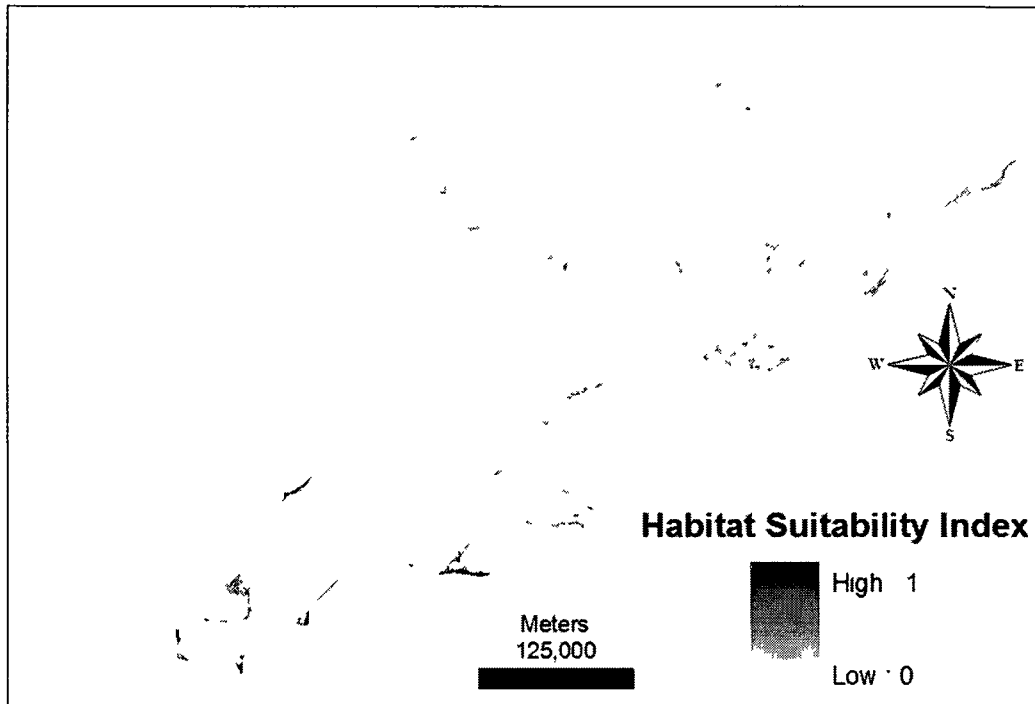 N
W E
S
Habitat Suitability Index
High 1
Low · 0
Meters
125,000